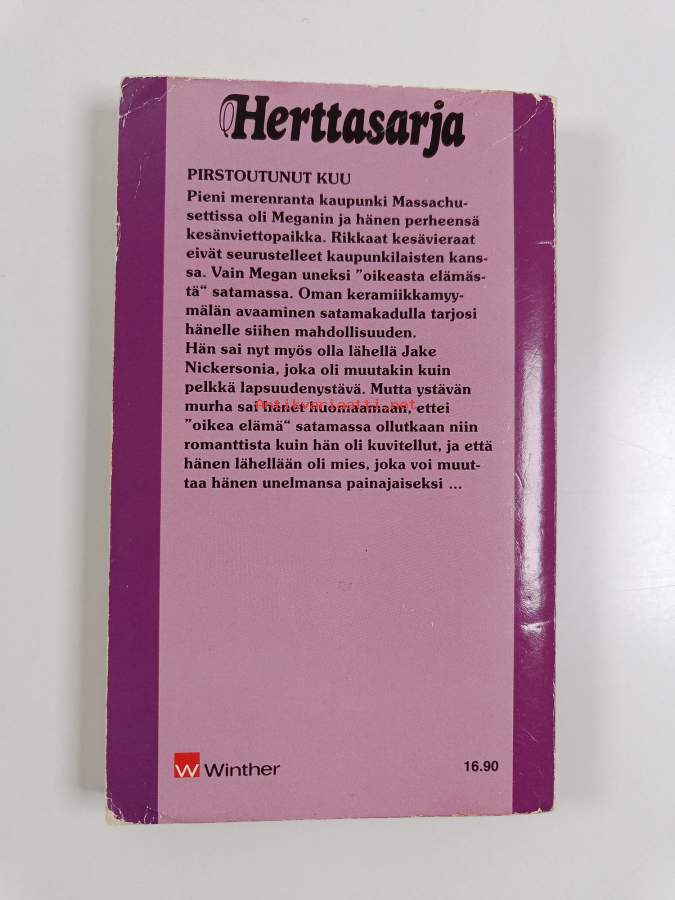 Herttasarja
PIRSTOUTUNUT KUU
Pieni merenranta kaupunki Massachu-
settissa oli Meganin ja hänen perheensä
kesänviettopaikka. Rikkaat kesävieraat
eivät seurustelleet kaupunkilaisten kans-
sa. Vain Megan uneksi ”oikeasta elämäs-
tä“ satamassa. Oman keramiikkamyy-
mälän avaaminen satamakadulla tarjosi
hänelle siihen mahdollisuuden.
Hän sai nyt myös olla lähellä Jake
Nickersonia, joka oli muutakin kuin
pelkkä lapsuudenystävä. Mutta ystävän
murha sai hänet huomaamaan, ettei
Antikvariaatti.net
”oikea elämä“ satamassa ollutkaan niin
romanttista kuin hän oli kuvitellut, ja että
hänen lähellään oli mies, joka voi muut-
taa hänen unelmansa painajaiseksi ...
W Winther
16.90